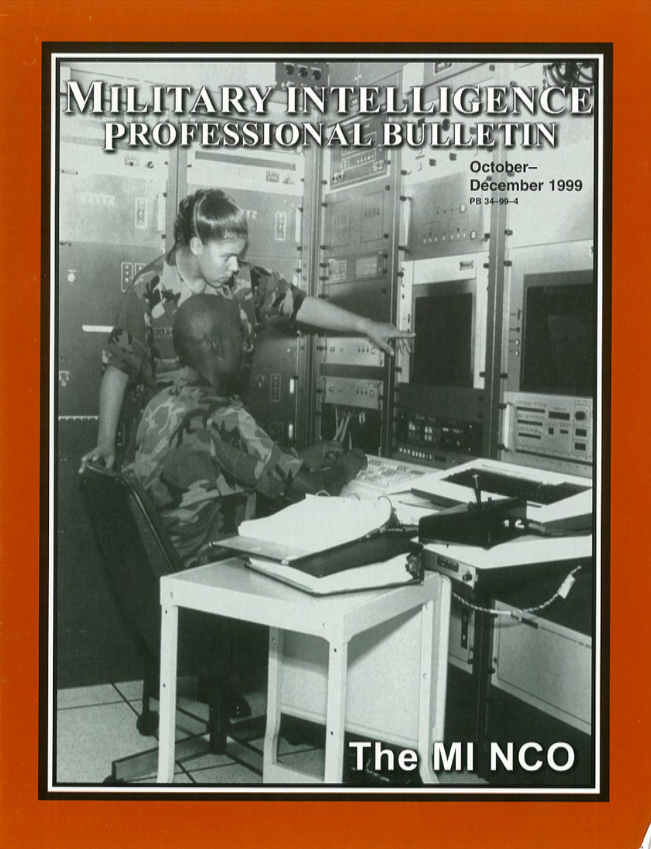 MILITARY INTELLIGENCE
PROFESSIONAL BULLETIN
October–
December 1999
PB 34–99–4
The MI NCO